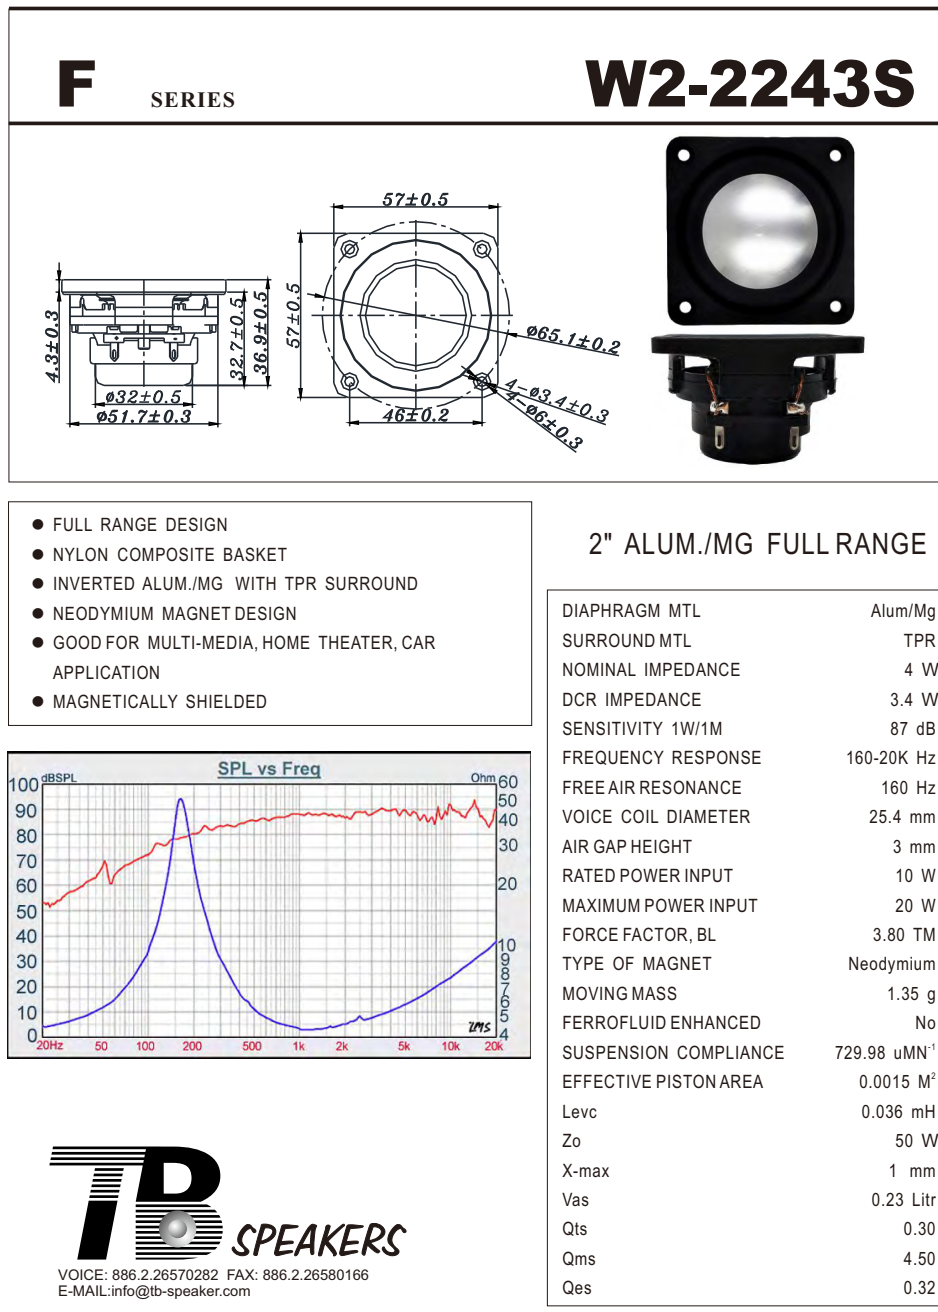 F SERIES W2-2243S
57±0.5
57±0.5
4.3±0.3
32.7±0.5
36.9±0.5
ø65.1±0.2
4-ø3.4±0.3
4-ø6±0.3
46±0.2
ø32±0.5
ø51.7±0.3
● FULL RANGE DESIGN
● NYLON COMPOSITE BASKET
● INVERTED ALUM./MG WITH TPR SURROUND
● NEODYMIUM MAGNET DESIGN
● GOOD FOR MULTI-MEDIA, HOME THEATER, CAR
APPLICATION
● MAGNETICALLY SHIELDED
2" ALUM./MG FULL RANGE
DIAPHRAGM MTL Alum/Mg
SURROUND MTL TPR
NOMINAL IMPEDANCE 4 W
DCR IMPEDANCE 3.4 W
SENSITIVITY 1W/1M 87 dB
FREQUENCY RESPONSE 160-20K Hz
FREE AIR RESONANCE 160 Hz
VOICE COIL DIAMETER 25.4 mm
AIR GAP HEIGHT 3 mm
RATED POWER INPUT 10 W
MAXIMUM POWER INPUT 20 W
FORCE FACTOR, BL 3.80 TM
TYPE OF MAGNET Neodymium
MOVING MASS 1.35 g
FERROFLUID ENHANCED No
SUSPENSION COMPLIANCE 729.98 uMN⁻¹
EFFECTIVE PISTON AREA 0.0015 M²
Levc 0.036 mH
Zo 50 W
X-max 1 mm
Vas 0.23 Litr
Qts 0.30
Qms 4.50
Qes 0.32
SPL vs Freq
dBSPL
Ohm
100
90
80
70
60
50
40
30
20
10
0
60
50
40
30
20
10
9
8
7
6
5
4
20Hz 50 100 200 500 1k 2k 5k 10k 20k
LMS
TB SPEAKERS
VOICE: 886.2.26570282 FAX: 886.2.26580166
E-MAIL:info@tb-speaker.com